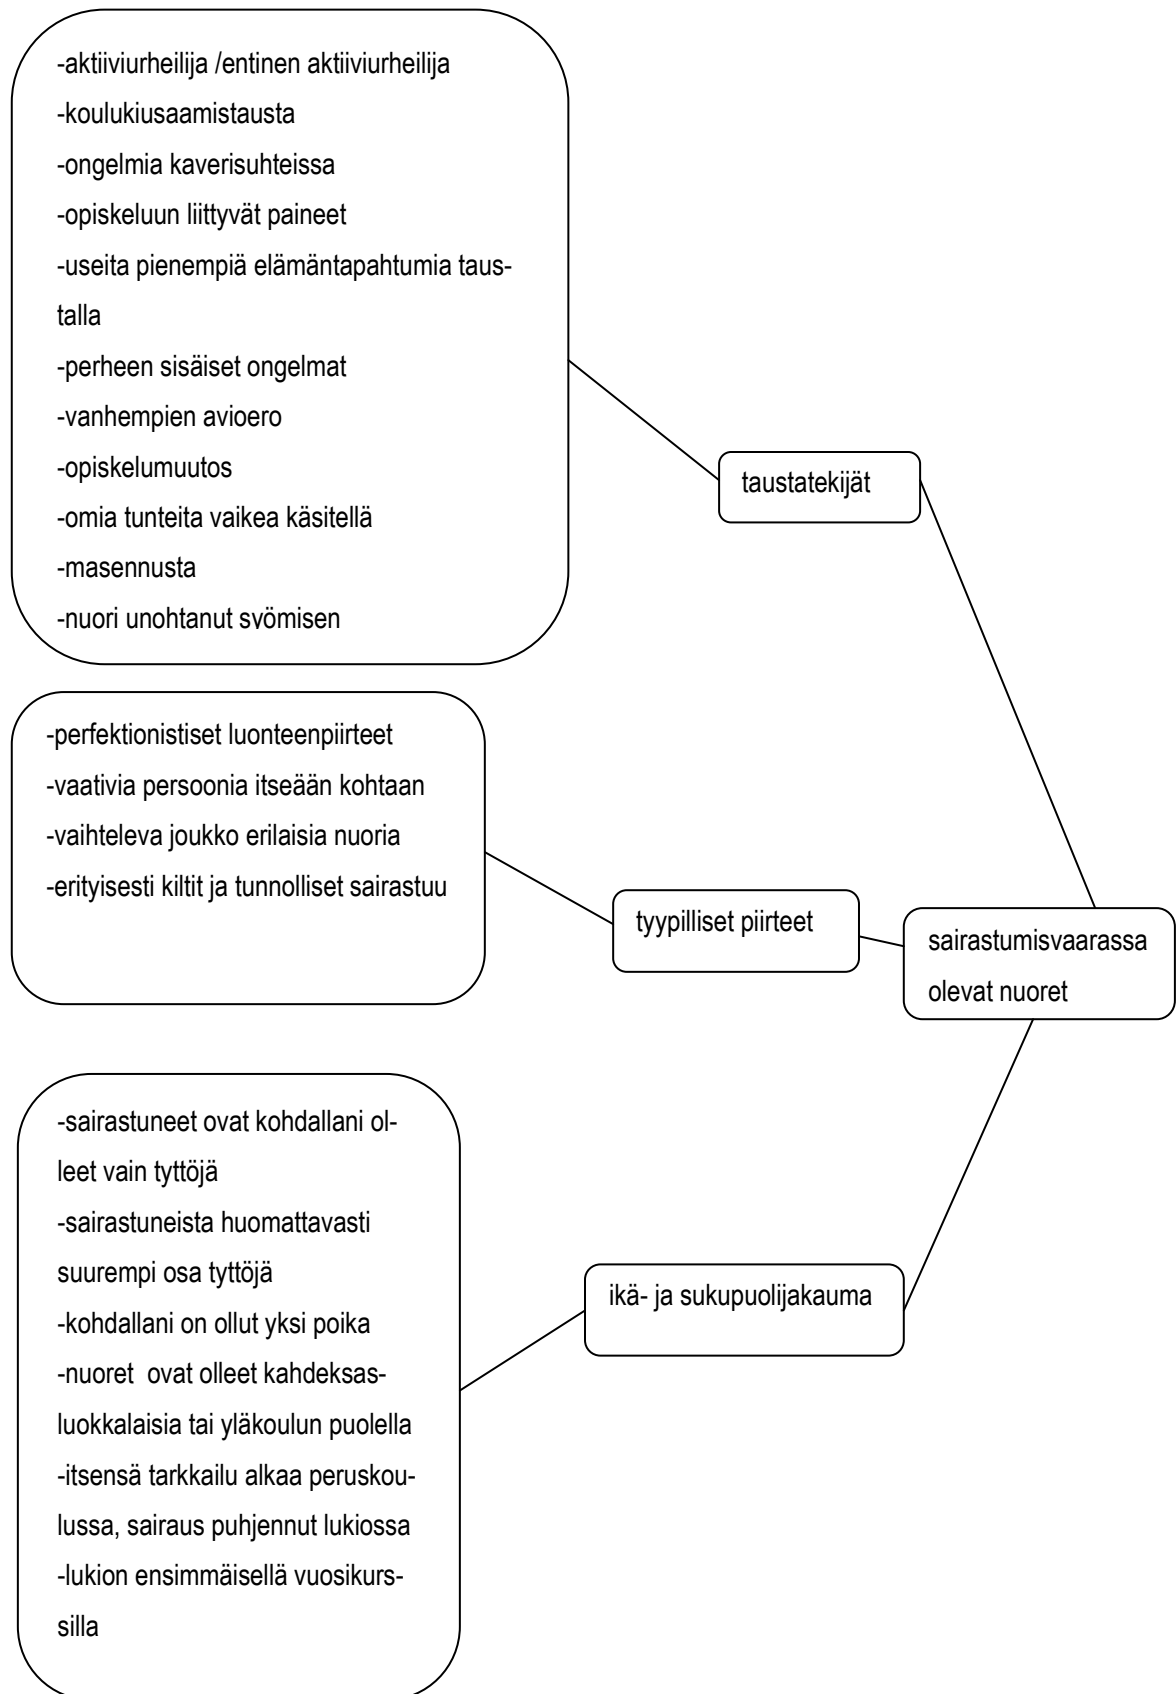 -aktiiviurheilija /entinen aktiiviurheilija
-koulukiusaamistausta
-ongelmia kaverisuhteissa
-opiskeluun liittyvät paineet
-useita pienempiä elämäntapahtumia taus-
talla
-perheen sisäiset ongelmat
-vanhempien avioero
-opiskelumuutos
-omia tunteita vaikea käsitellä
-masennusta
-nuori unohtanut syömisen
taustatekijät
-perfektionistiset luonteenpiirteet
-vaativia persoonia itseään kohtaan
-vaihteleva joukko erilaisia nuoria
-erityisesti kiltit ja tunnolliset sairastuu
tyypilliset piirteet
sairastumisvaarassa
olevat nuoret
-sairastuneet ovat kohdallani ol-
leet vain tyttöjä
-sairastuneista huomattavasti
suurempi osa tyttöjä
-kohdallani on ollut yksi poika
-nuoret  ovat olleet kahdeksas-
luokkalaisia tai yläkoulun puolella
-itsensä tarkkailu alkaa peruskou-
lussa, sairaus puhjennut lukiossa
-lukion ensimmäisellä vuosikurs-
silla
ikä- ja sukupuolijakauma